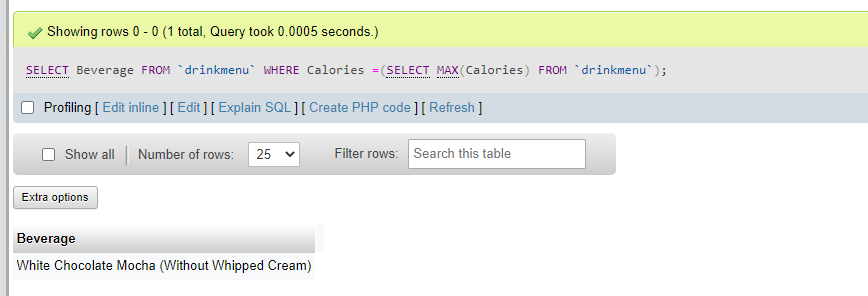 Showing rows 0 - 0 (1 total, Query took 0.0005 seconds.)
SELECT Beverage FROM `drinkmenu` WHERE Calories =(SELECT MAX(Calories) FROM `drinkmenu`);
Profiling [ Edit inline ] [ Edit ] [ Explain SQL ] [ Create PHP code ] [ Refresh ]
Show all Number of rows: 25 Filter rows: Search this table
Extra options
Beverage
White Chocolate Mocha (Without Whipped Cream)